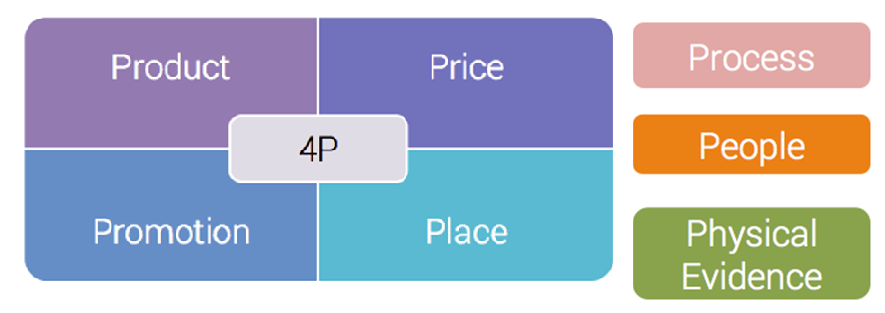 Product
Price
4P
Promotion
Place
Process
People
Physical
Evidence